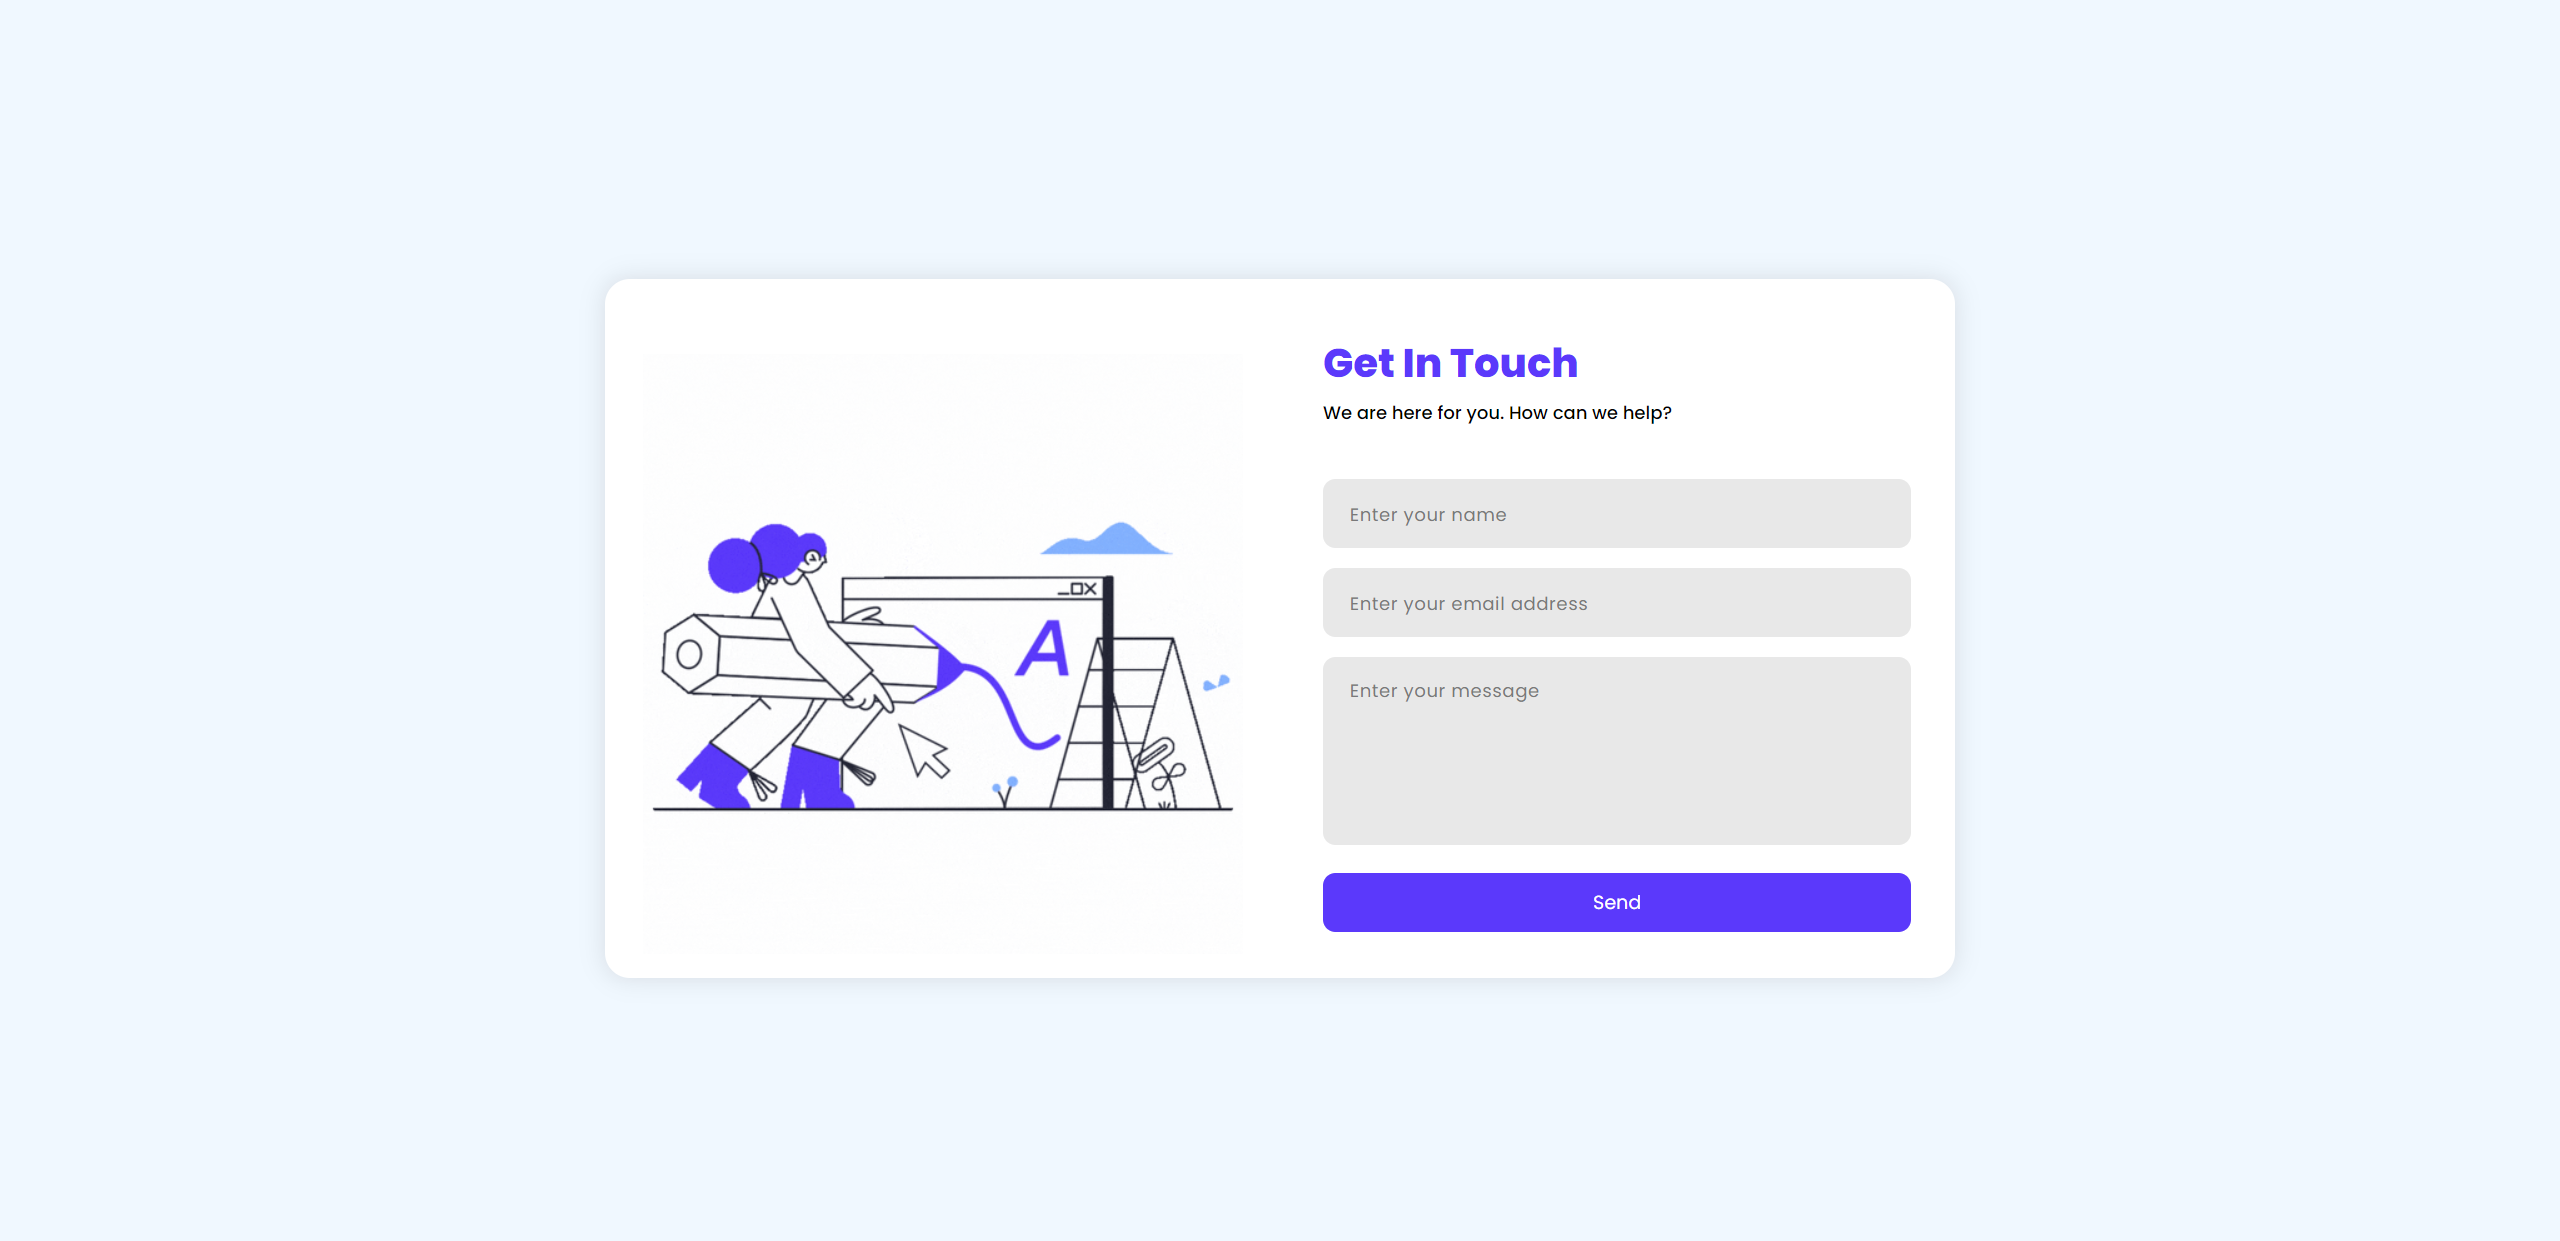 Get In Touch
We are here for you. How can we help?
Enter your name
Enter your email address
A
Enter your message
Send